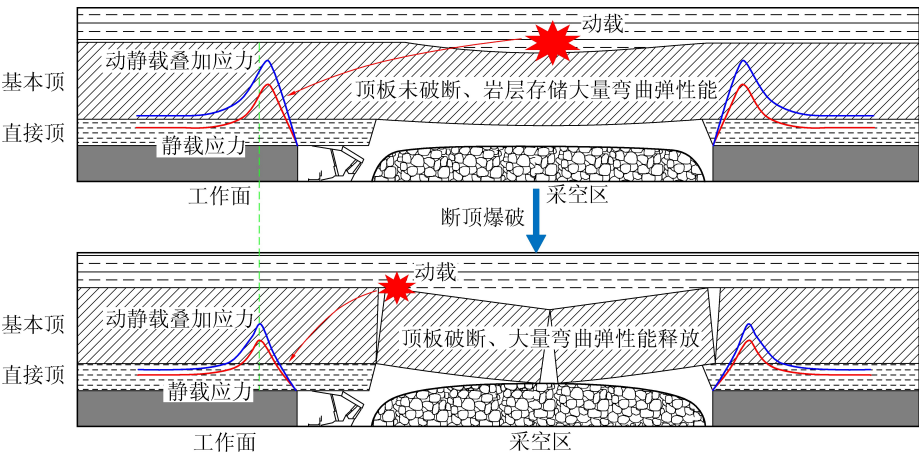 动载
动静载叠加应力
基本顶
顶板未破断、岩层存储大量弯曲弹性能
直接顶
静载应力
工作面
采空区
断顶爆破
动载
动静载叠加应力
基本顶
顶板破断、大量弯曲弹性能释放
直接顶
静载应力
工作面
采空区